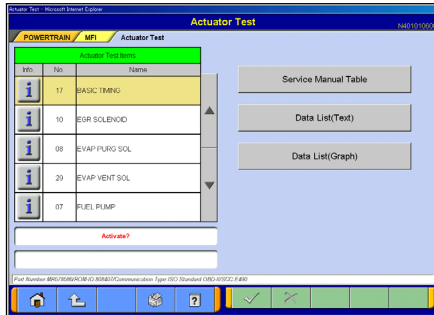 Actuator Test - Microsoft Internet Explorer
Actuator Test
POWERTRAIN MFI Actuator Test
Actuator Test Items
Info. No. Name
17 BASIC TIMING
10 EGR SOLENOID
08 EVAP PURG SOL
29 EVAP VENT SOL
07 FUEL PUMP
Activate?
Service Manual Table
Data List(Text)
Data List(Graph)